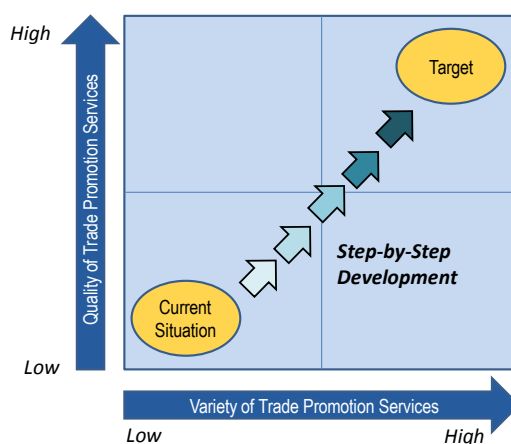 High
Quality of Trade Promotion Services
Target
Step-by-Step
Development
Current
Situation
Low
Variety of Trade Promotion Services
Low
High